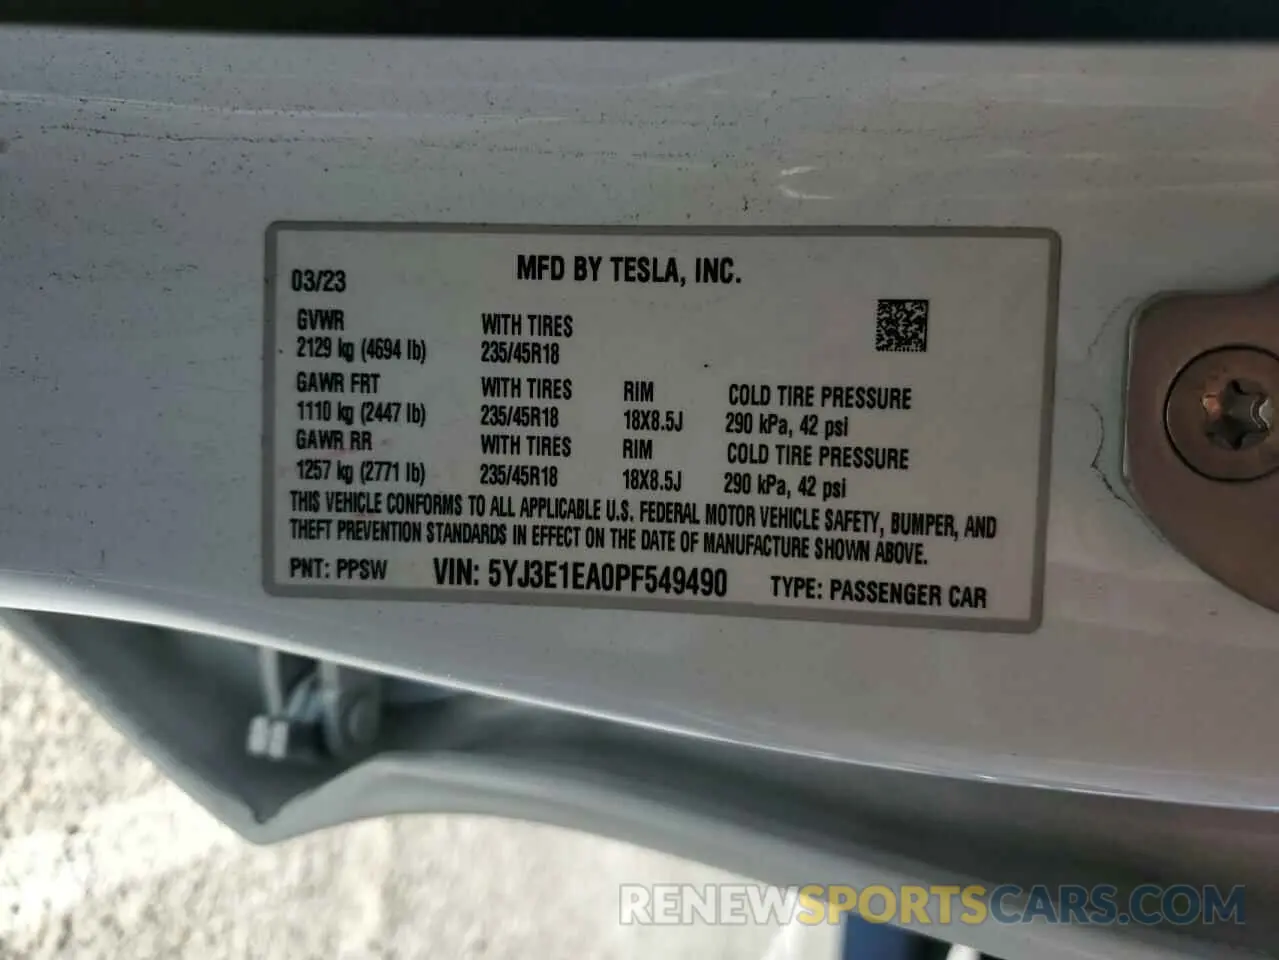 MFD BY TESLA, INC.
03/23
GVWR WITH TIRES
2129 kg (4694 lb) 235/45R18
GAWR FRT WITH TIRES RIM COLD TIRE PRESSURE
1110 kg (2447 lb) 235/45R18 18X8.5J 290 kPa, 42 psi
GAWR RR WITH TIRES RIM COLD TIRE PRESSURE
1257 kg (2771 lb) 235/45R18 18X8.5J 290 kPa, 42 psi
THIS VEHICLE CONFORMS TO ALL APPLICABLE U.S. FEDERAL MOTOR VEHICLE SAFETY, BUMPER, AND
THEFT PREVENTION STANDARDS IN EFFECT ON THE DATE OF MANUFACTURE SHOWN ABOVE.
PNT: PPSW VIN: 5YJ3E1EA0PF549490 TYPE: PASSENGER CAR
RENEWSPORTSCARS.COM